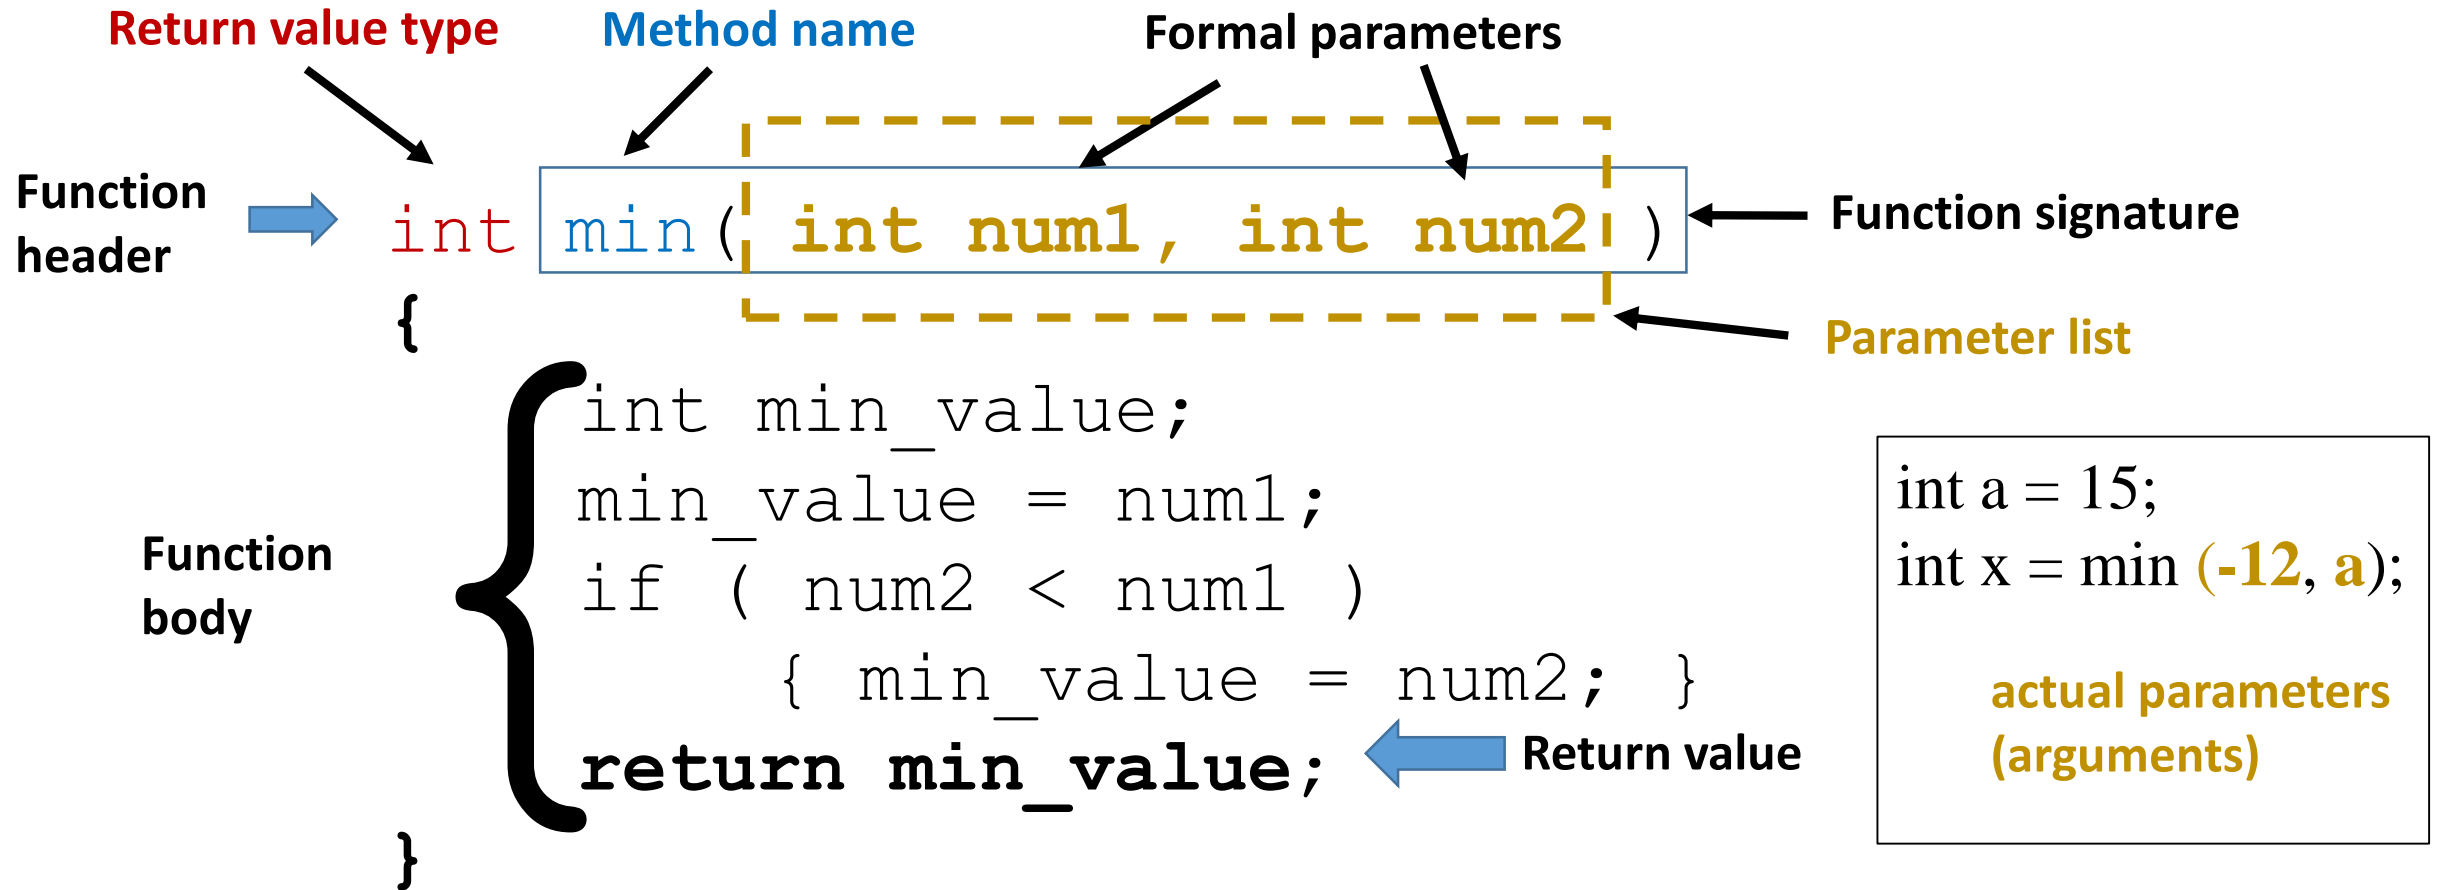 Return value type
Method name
Formal parameters
Function
header
int min( int num1, int num2 )
Function signature
{
Parameter list
int min_value;
min_value = num1;
if ( num2 < num1 )
{ min_value = num2; }
return min_value;
Function
body
Return value
}
int a = 15;
int x = min (-12, a);
actual parameters
(arguments)